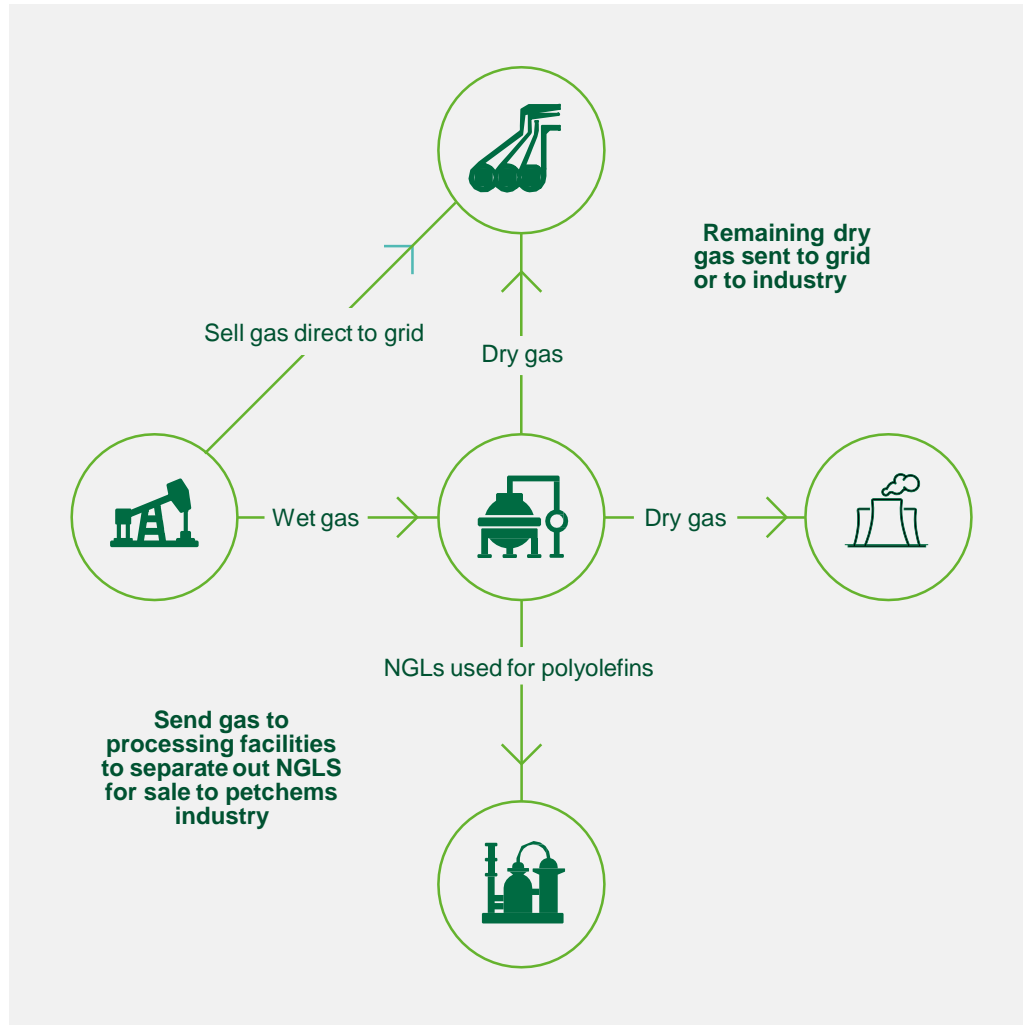 Remaining dry
gas sent to grid
or to industry
Sell gas direct to grid
Dry gas
Wet gas
Dry gas
NGLs used for polyolefins
Send gas to
processing facilities
to separate out NGLS
for sale to petchems
industry